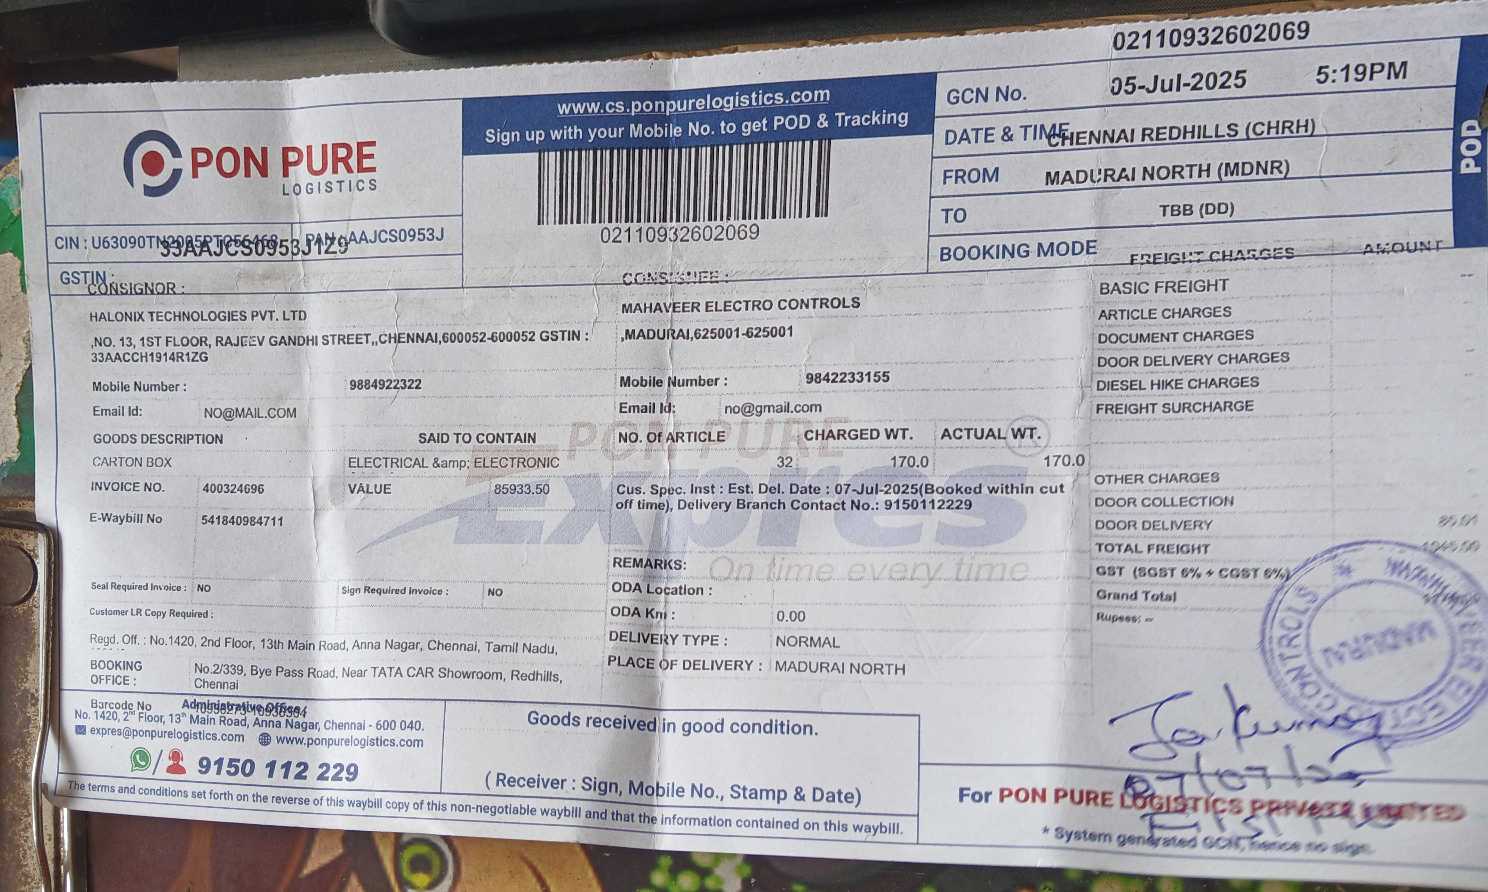 02110932602069
GCN No.
05-Jul-2025 5:19PM
DATE & TIME
CHENNAI REDHILLS (CHRH)
FROM
MADURAI NORTH (MDNR)
TO
TBB (DD)
BOOKING MODE
POD
www.cs.ponpurelogistics.com
Sign up with your Mobile No. to get POD & Tracking
02110932602069
PON PURE
LOGISTICS
PAN : AAJCS0953J
33AAJCS0953J1Z9
GSTIN :
CONSIGNOR :
HALONIX TECHNOLOGIES PVT. LTD
,NO. 13, 1ST FLOOR, RAJEEV GANDHI STREET,,CHENNAI,600052-600052 GSTIN :
33AACCH1914R1ZG
Mobile Number : 9884922322
Email Id: NO@MAIL.COM
CONSIGNEE :
MAHAVEER ELECTRO CONTROLS
,MADURAI,625001-625001
Mobile Number : 9842233155
Email Id: no@gmail.com
GOODS DESCRIPTION SAID TO CONTAIN NO. Of ARTICLE CHARGED WT. ACTUAL WT.
CARTON BOX ELECTRICAL &amp; ELECTRONIC 32 170.0 170.0
INVOICE NO. 400324696 VALUE 85933.50
E-Waybill No 541840984711
Cus. Spec. Inst : Est. Del. Date : 07-Jul-2025(Booked within cut
off time), Delivery Branch Contact No.: 9150112229
PON PURE
Expres
On time every time
Seal Required Invoice : NO Sign Required Invoice : NO
Customer LR Copy Required :
REMARKS:
ODA Location :
ODA Km : 0.00
DELIVERY TYPE : NORMAL
PLACE OF DELIVERY : MADURAI NORTH
Regd. Off. : No.1420, 2nd Floor, 13th Main Road, Anna Nagar, Chennai, Tamil Nadu,
BOOKING OFFICE : No.2/339, Bye Pass Road, Near TATA CAR Showroom, Redhills,
Chennai
Barcode No
Administrative Office
No. 1420, 2nd Floor, 13th Main Road, Anna Nagar, Chennai - 600 040.
expres@ponpurelogistics.com www.ponpurelogistics.com
9150 112 229
The terms and conditions set forth on the reverse of this waybill copy of this non-negotiable waybill and that the information contained on this waybill.
Goods received in good condition.
( Receiver : Sign, Mobile No., Stamp & Date)
FREIGHT CHARGES AMOUNT
BASIC FREIGHT
ARTICLE CHARGES
DOCUMENT CHARGES
DOOR DELIVERY CHARGES
DIESEL HIKE CHARGES
FREIGHT SURCHARGE
OTHER CHARGES
DOOR COLLECTION
DOOR DELIVERY
TOTAL FREIGHT
GST (SGST 6% + CGST 6%)
Grand Total
Rupees: --
MADURAI
07/07/25
For PON PURE LOGISTICS PRIVATE LIMITED
* System generated GCN, hence no sign.